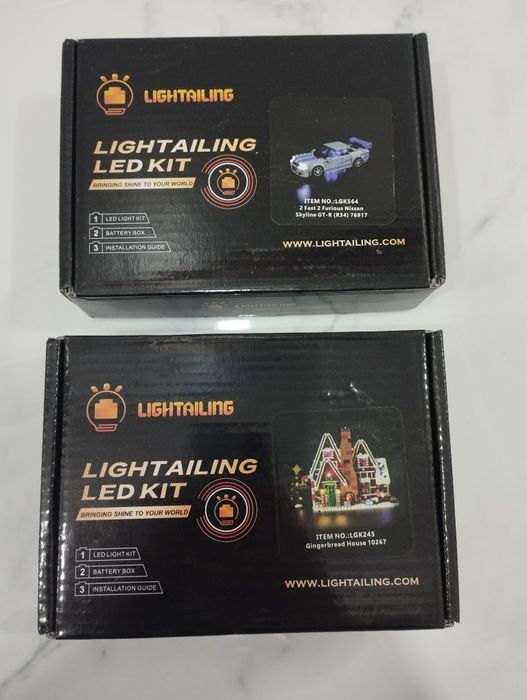 LIGHTAILING
LIGHTAILING
LED KIT
BRINGING SHINE TO YOUR WORLD
1 LED LIGHT KIT
2 BATTERY BOX
3 INSTALLATION GUIDE
ITEM NO.:LGK564
2 Fast 2 Furious Nissan
Skyline GT-R (R34) 76917
WWW.LIGHTAILING.COM
LIGHTAILING
LIGHTAILING
LIGHTAILING
LED KIT
BRINGING SHINE TO YOUR WORLD
1 LED LIGHT KIT
2 BATTERY BOX
3 INSTALLATION GUIDE
ITEM NO.:LGK245
Gingerbread House 10267
WWW.LIGHTAILING.COM